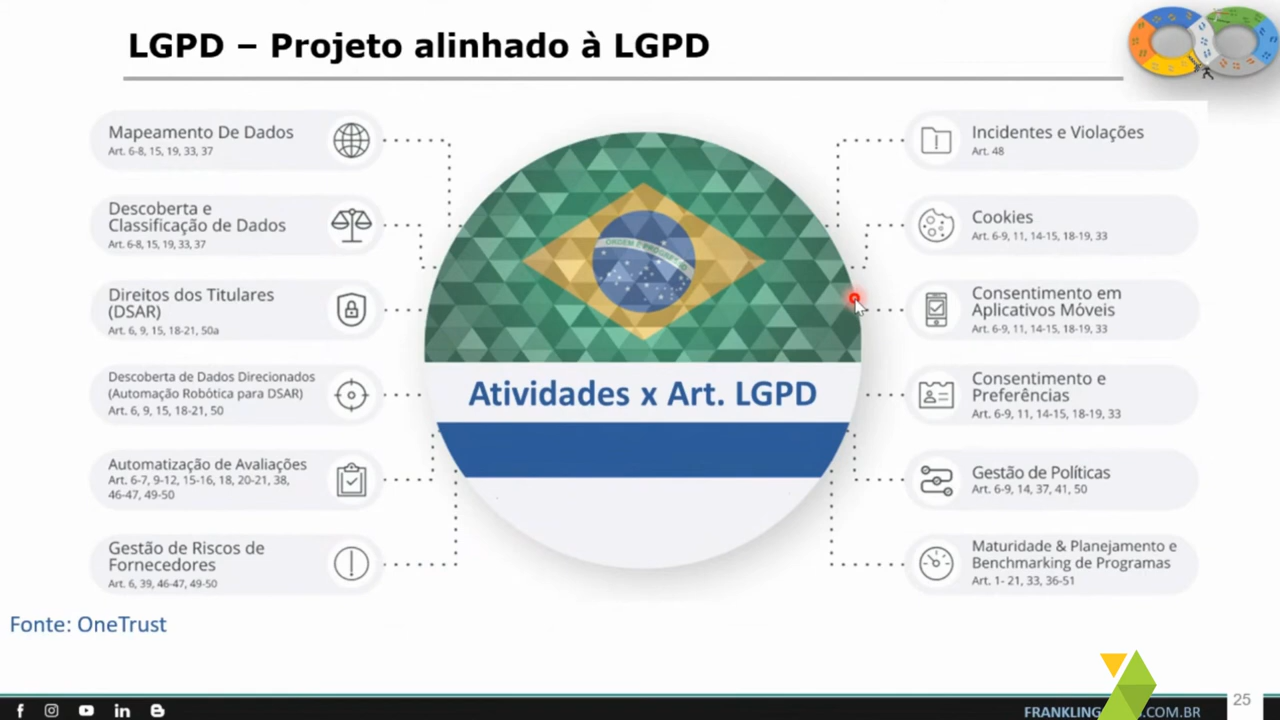 LGPD – Projeto alinhado à LGPD
Mapeamento De Dados
Art. 6-8, 15, 19, 33, 37
Descoberta e
Classificação de Dados
Art. 6-8, 15, 19, 33, 37
Direitos dos Titulares
(DSAR)
Art. 6, 9, 15, 18-21, 50a
Descoberta de Dados Direcionados
(Automação Robótica para DSAR)
Art. 6, 9, 15, 18-21, 50
Automatização de Avaliações
Art. 6-7, 9-12, 15-16, 18, 20-21, 38,
46-47, 49-50
Gestão de Riscos de
Fornecedores
Art. 6, 39, 46-47, 49-50
ORDEM E PROGRESSO
Atividades x Art. LGPD
Incidentes e Violações
Art. 48
Cookies
Art. 6-9, 11, 14-15, 18-19, 33
Consentimento em
Aplicativos Móveis
Art. 6-9, 11, 14-15, 18-19, 33
Consentimento e
Preferências
Art. 6-9, 11, 14-15, 18-19, 33
Gestão de Políticas
Art. 6-9, 14, 37, 41, 50
Maturidade & Planejamento e
Benchmarking de Programas
Art. 1- 21, 33, 36-51
Fonte: OneTrust
.COM.BR
25